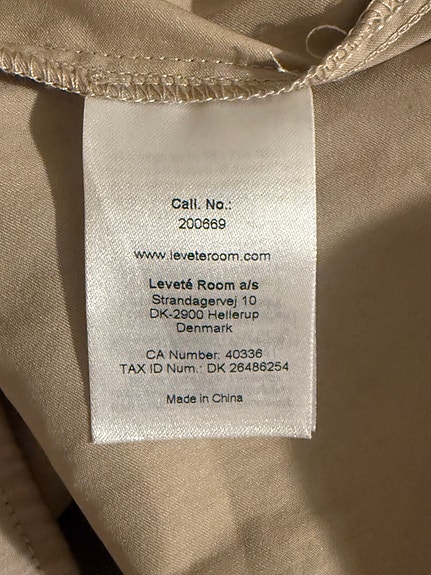 Call. No.:
200669
www.leveteroom.com
Leveté Room a/s
Strandagervej 10
DK-2900 Hellerup
Denmark
CA Number: 40336
TAX ID Num.: DK 26486254
Made in China